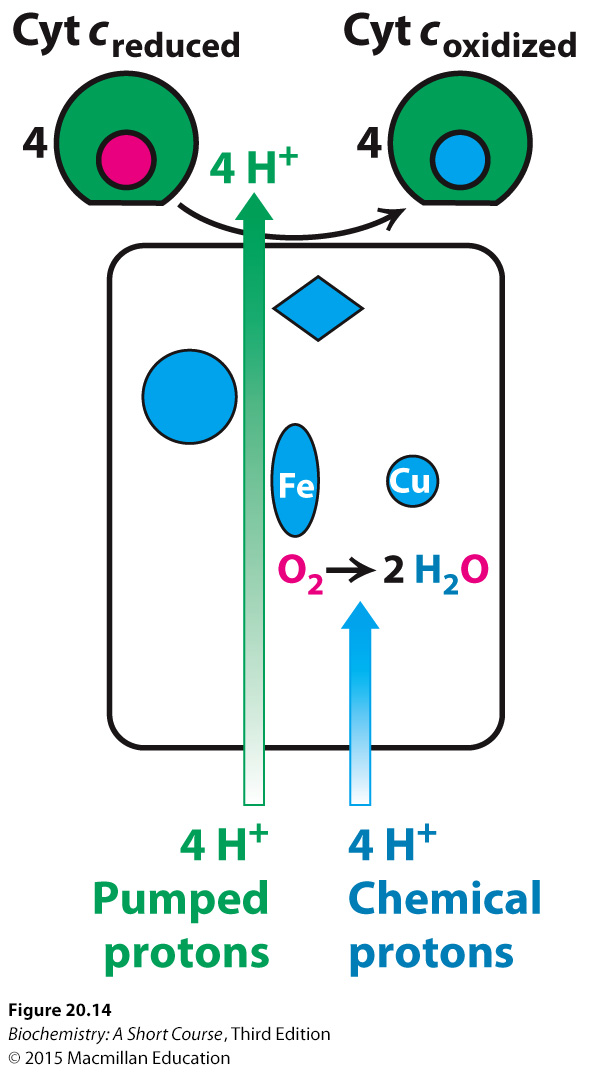 Cyt c reduced
Cyt c oxidized
4
4 H+
4
Fe
Cu
O2 → 2 H2O
4 H+
Pumped
protons
4 H+
Chemical
protons
Figure 20.14
Biochemistry: A Short Course, Third Edition
© 2015 Macmillan Education